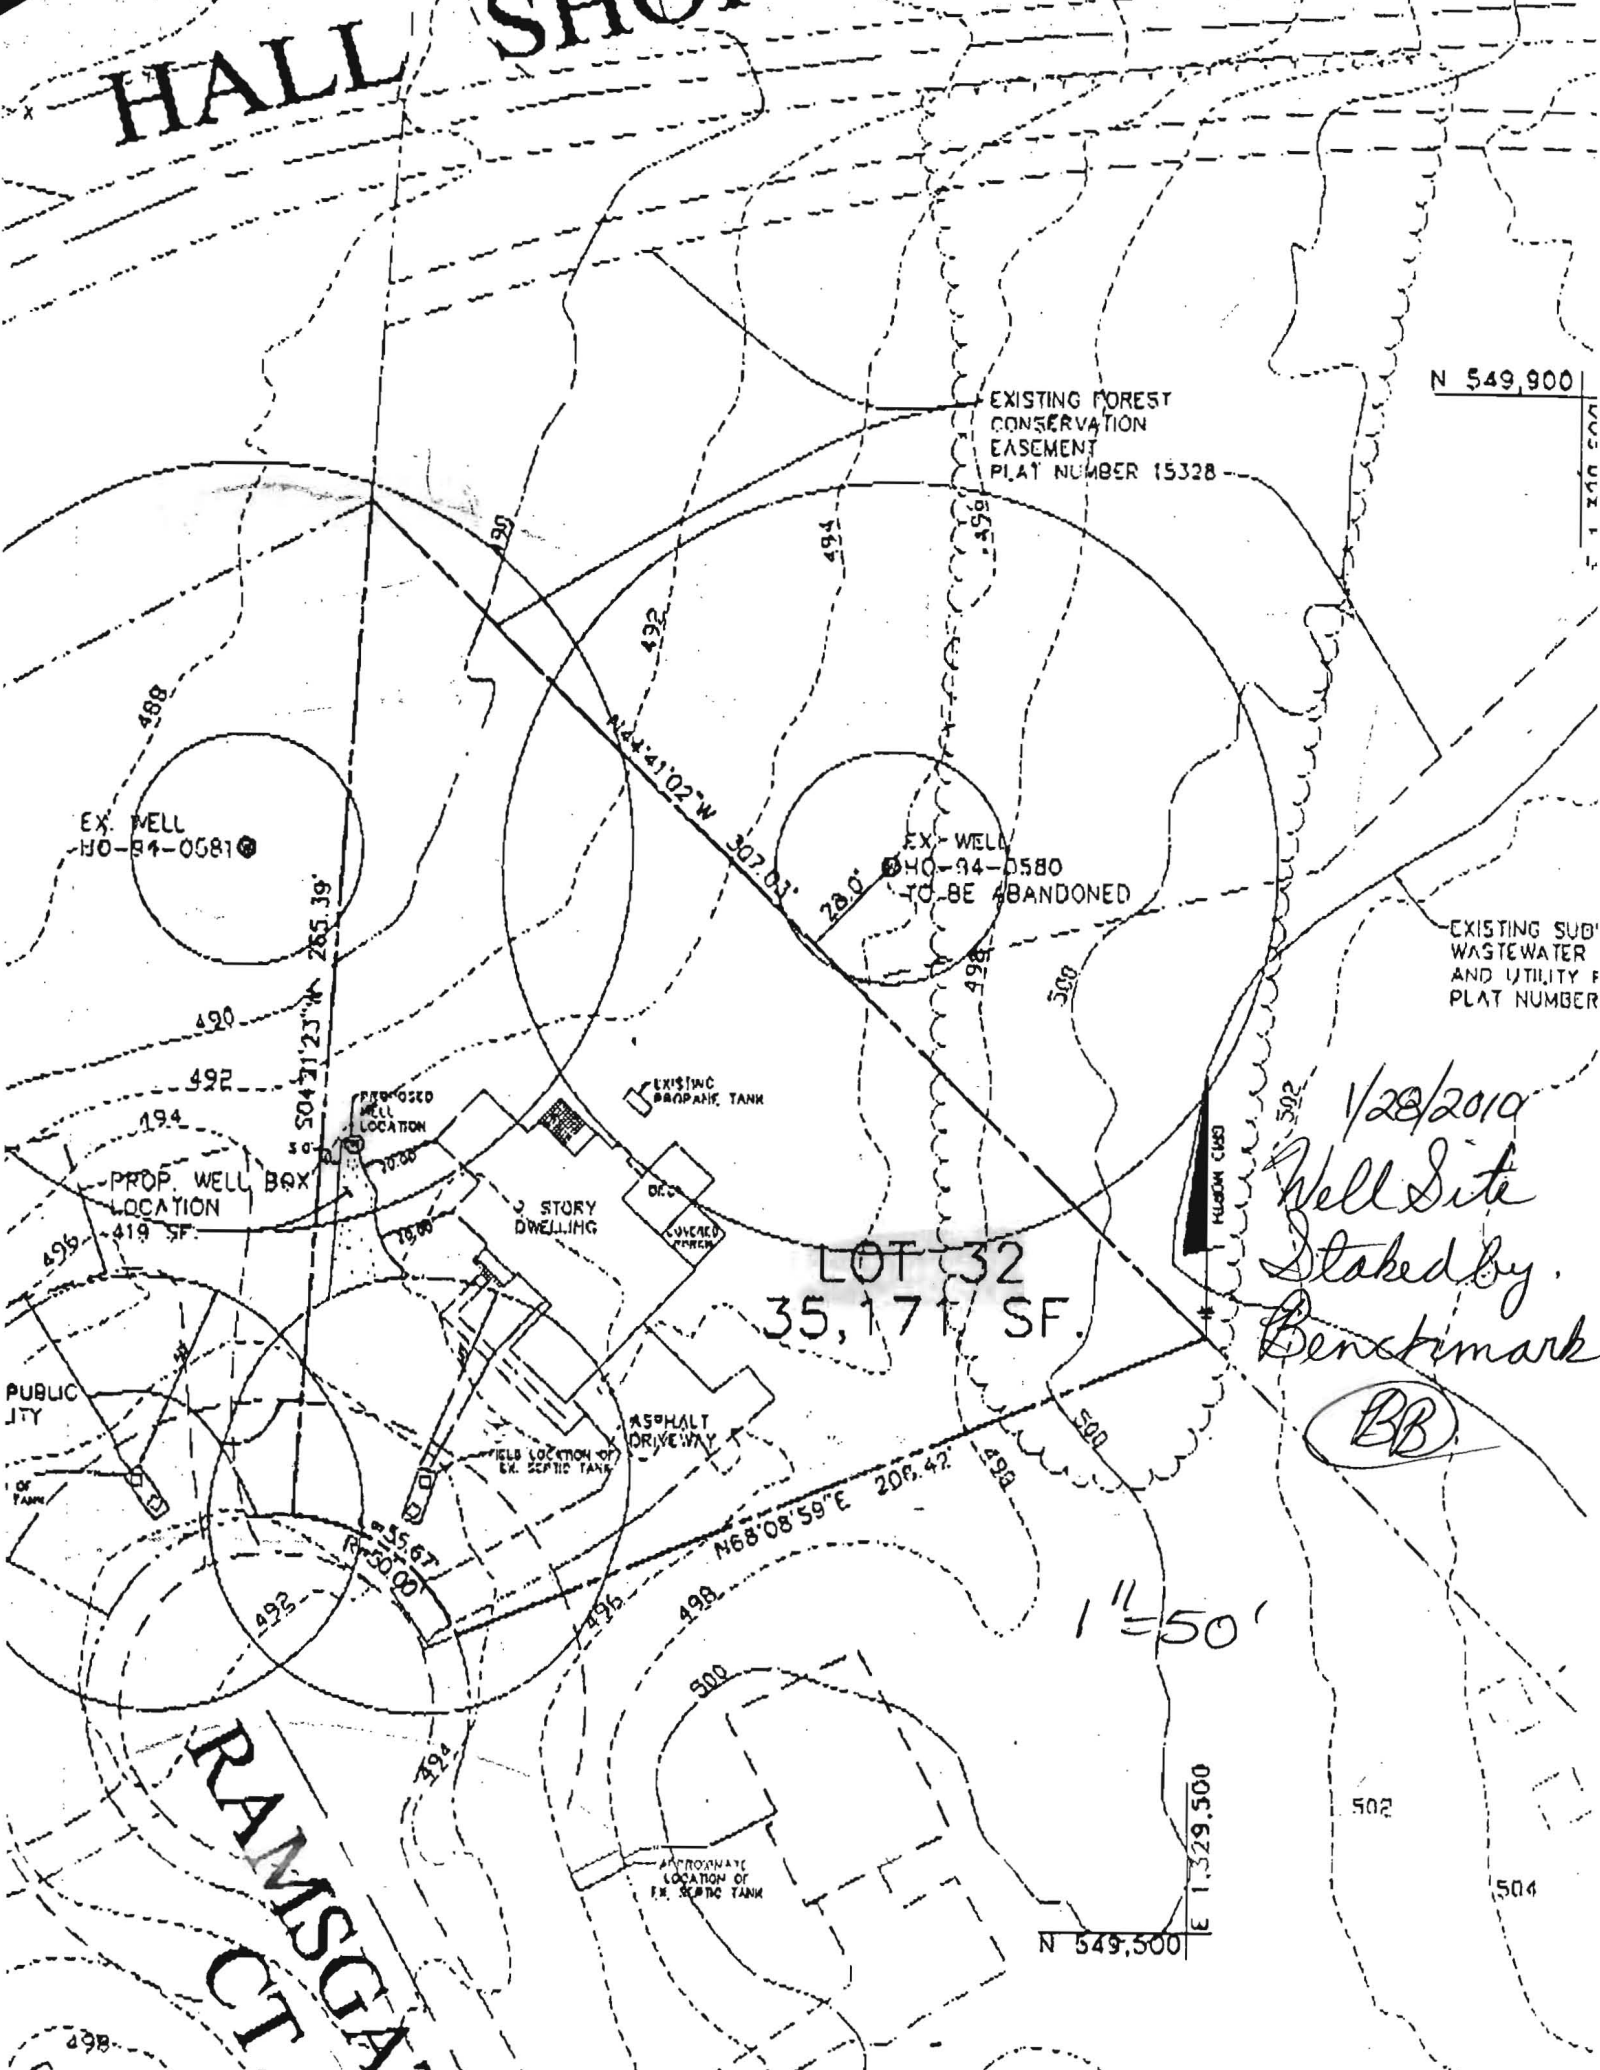 HALL SHO
EXISTING FOREST
CONSERVATION
EASEMENT
PLAT NUMBER 15328
N 549,900
490
494
496
492
488
N44°41'02"W 307.03'
EX. WELL
HO-94-0681
EX. WELL
HO-94-0580
TO BE ABANDONED
28.0'
265.39'
EXISTING SUB
WASTEWATER
AND UTILITY
PLAT NUMBER
498
500
490
492
494
EXISTING
PROPANE TANK
PROPOSED
WELL
LOCATION
502
1/28/2010
Well Site
Staked by.
Benchmark
BB
GRID NORTH
PROP. WELL BOX
LOCATION
419 SF.
496
2 STORY
DWELLING
DECK
COVERED
PORCH
LOT 32
35,171 SF.
PUBLIC
ITY
OF
TANK
ASPHALT
DRIVEWAY
FIELD LOCATION OF
EX. SEPTIC TANK
500
498
N68°08'59"E 206.42'
R=50.00
492
496
498
1"=50'
500
494
502
504
APPROXIMATE
LOCATION OF
EX. SEPTIC TANK
E 1,329,500
N 549,500
RAMSGA
CT
498